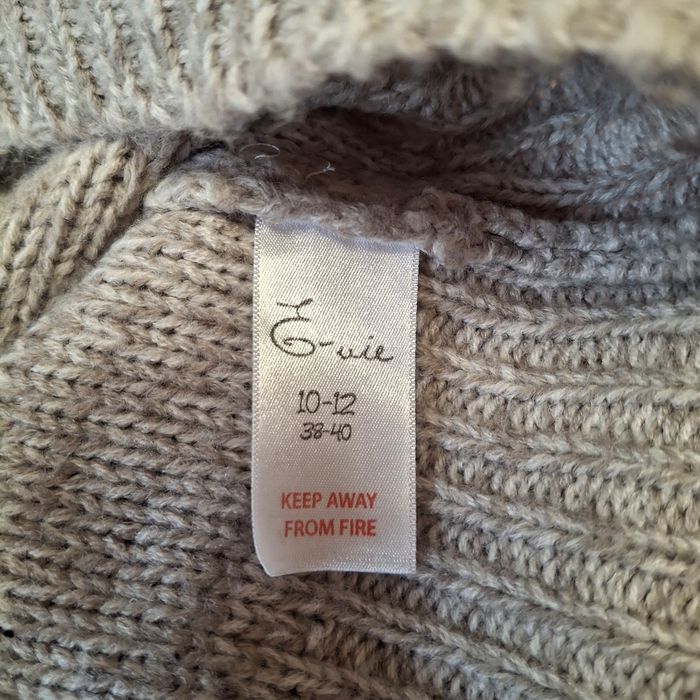 E-vie
10-12
38-40
KEEP AWAY
FROM FIRE